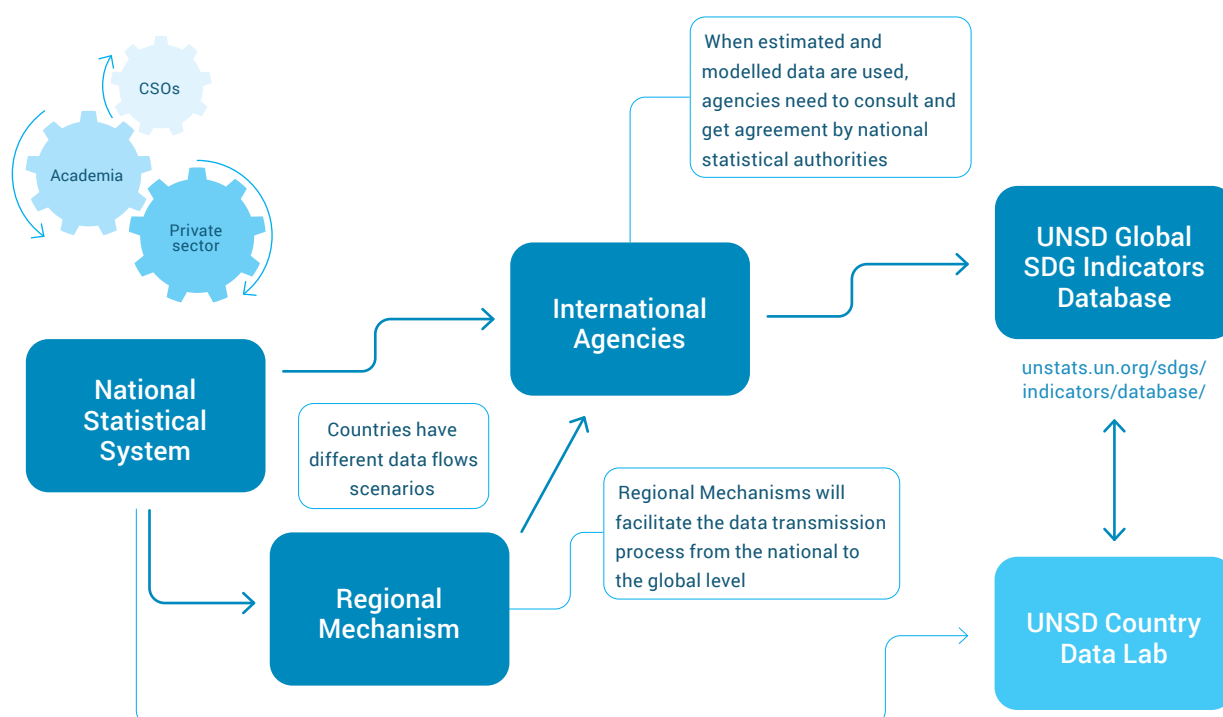 CSOs
Academia
Private
sector
When estimated and
modelled data are used,
agencies need to consult and
get agreement by national
statistical authorities
International
Agencies
UNSD Global
SDG Indicators
Database
unstats.un.org/sdgs/
indicators/database/
National
Statistical
System
Countries have
different data flows
scenarios
Regional Mechanisms will
facilitate the data transmission
process from the national to
the global level
Regional
Mechanism
UNSD Country
Data Lab